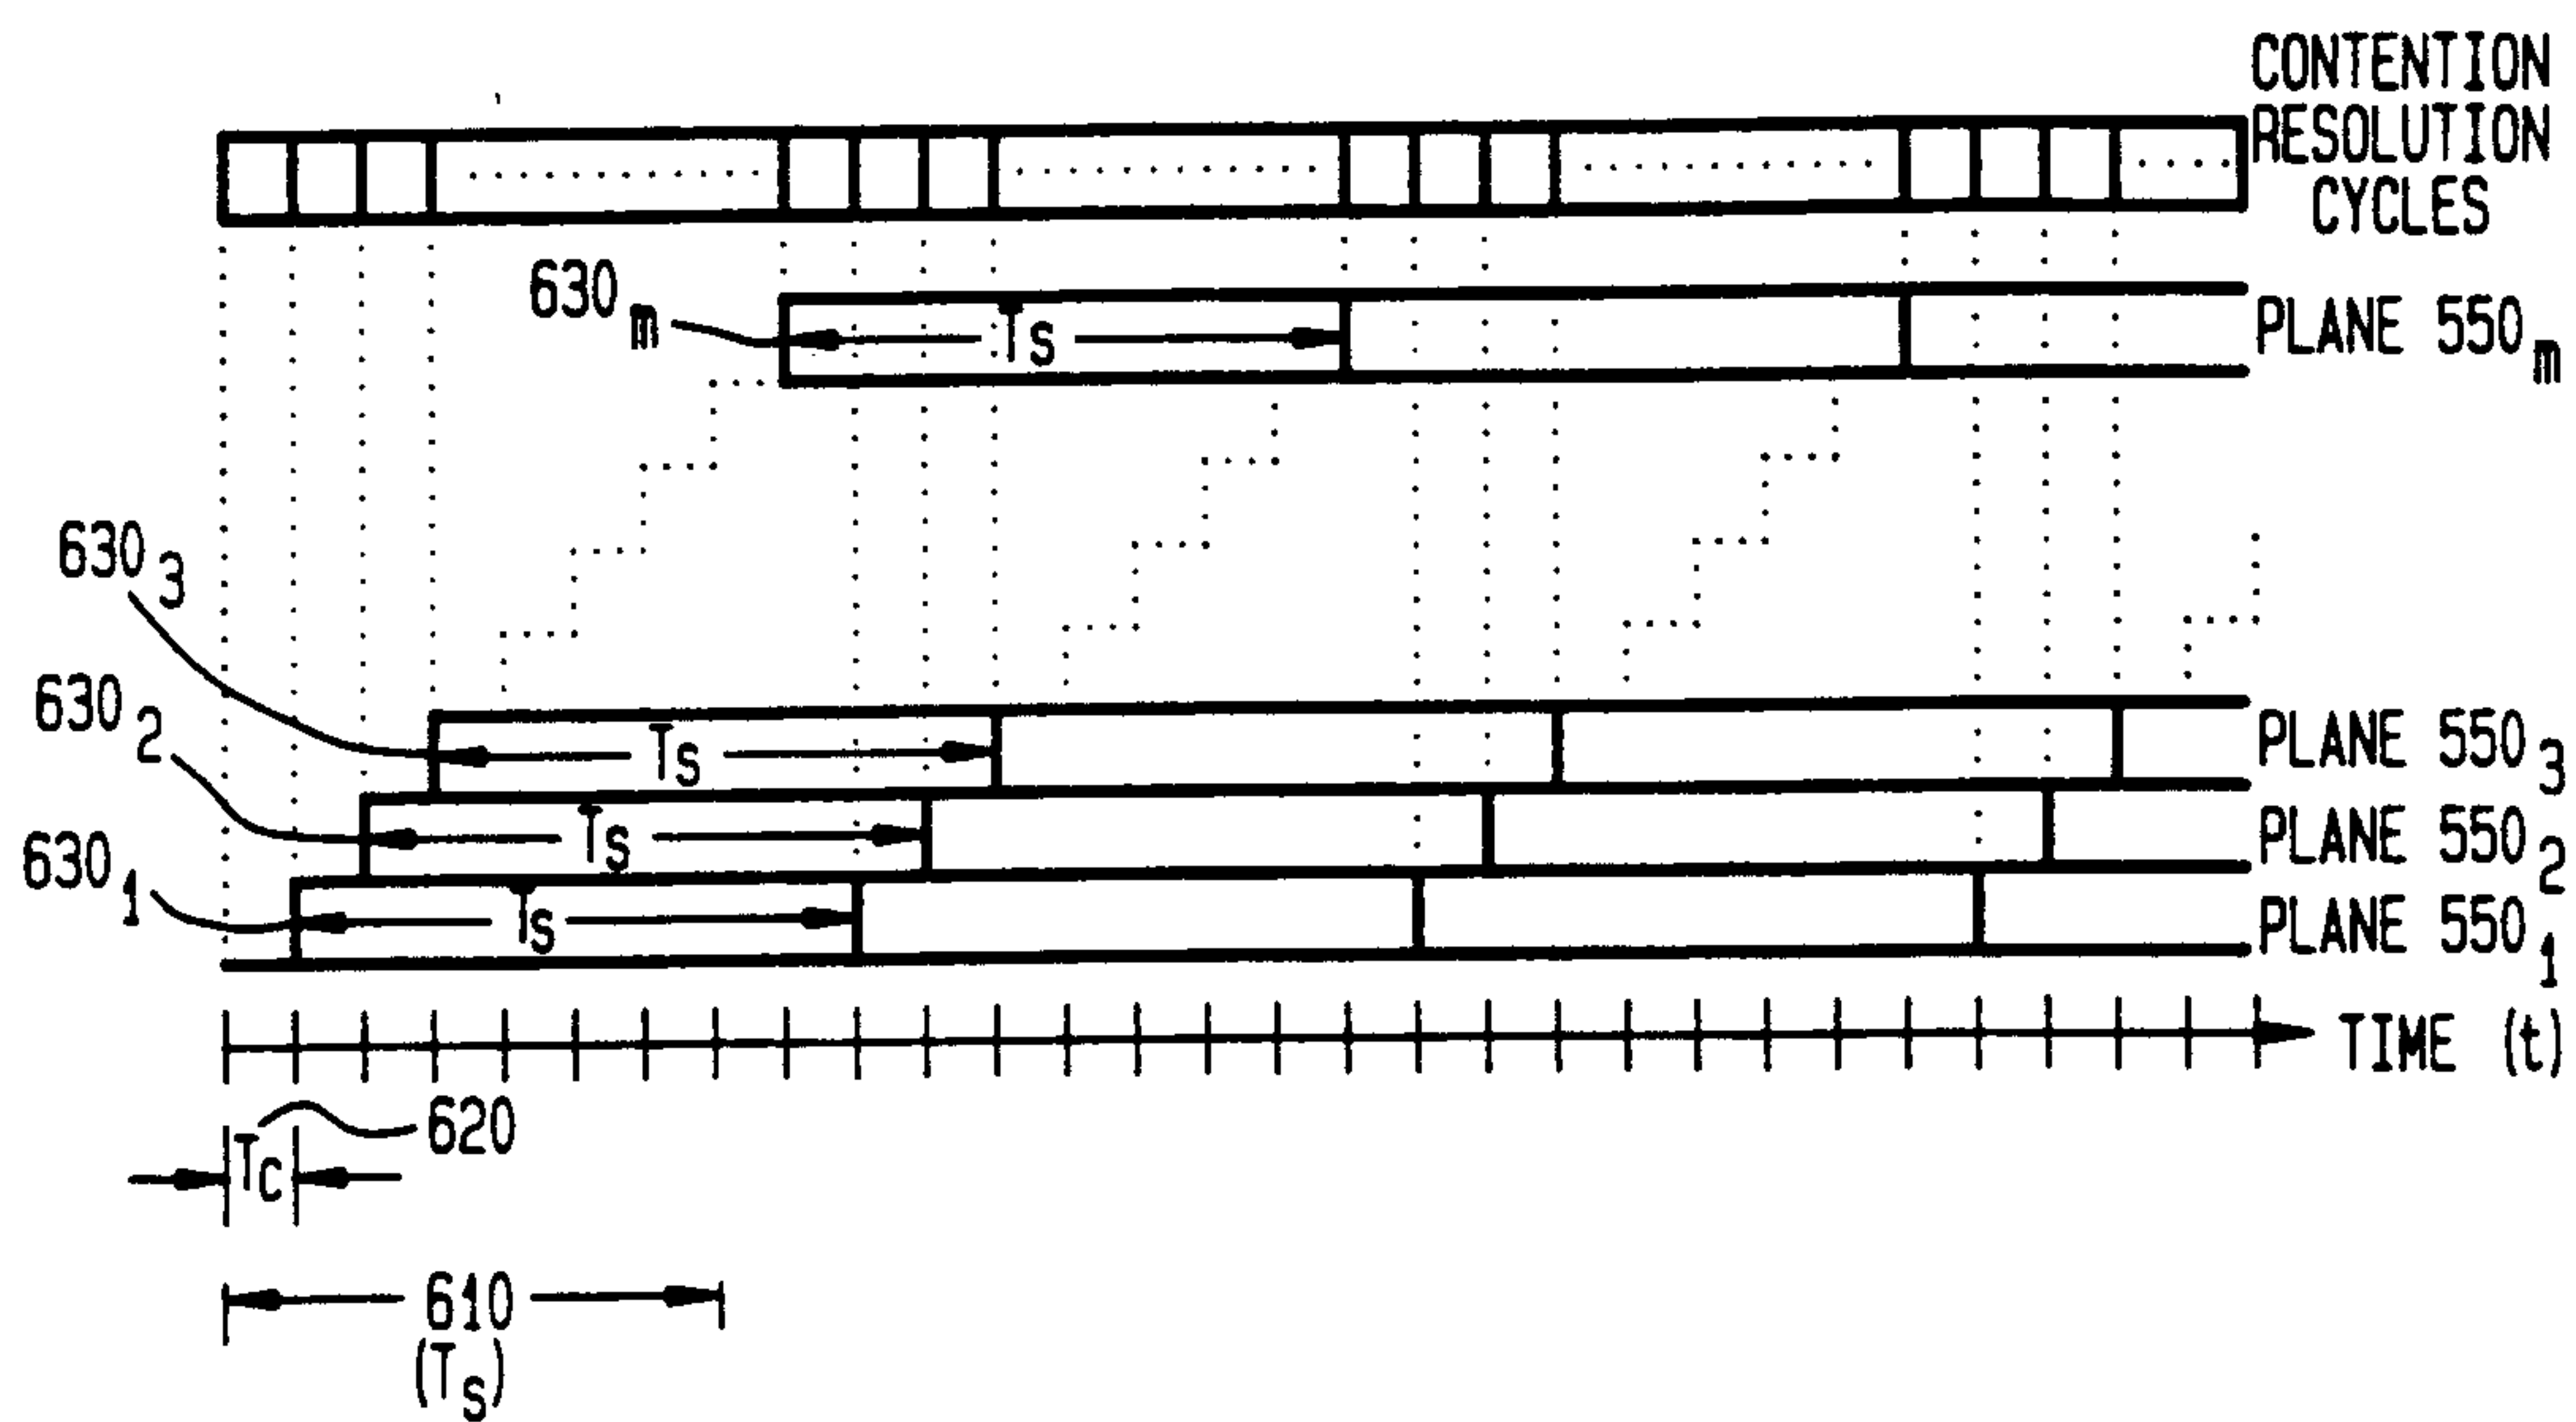 CONTENTION
RESOLUTION
CYCLES
630m
TS
PLANE 550m
6303
TS
PLANE 5503
6302
TS
PLANE 5502
6301
TS
PLANE 5501
TIME (t)
620
TC
610
(TS)